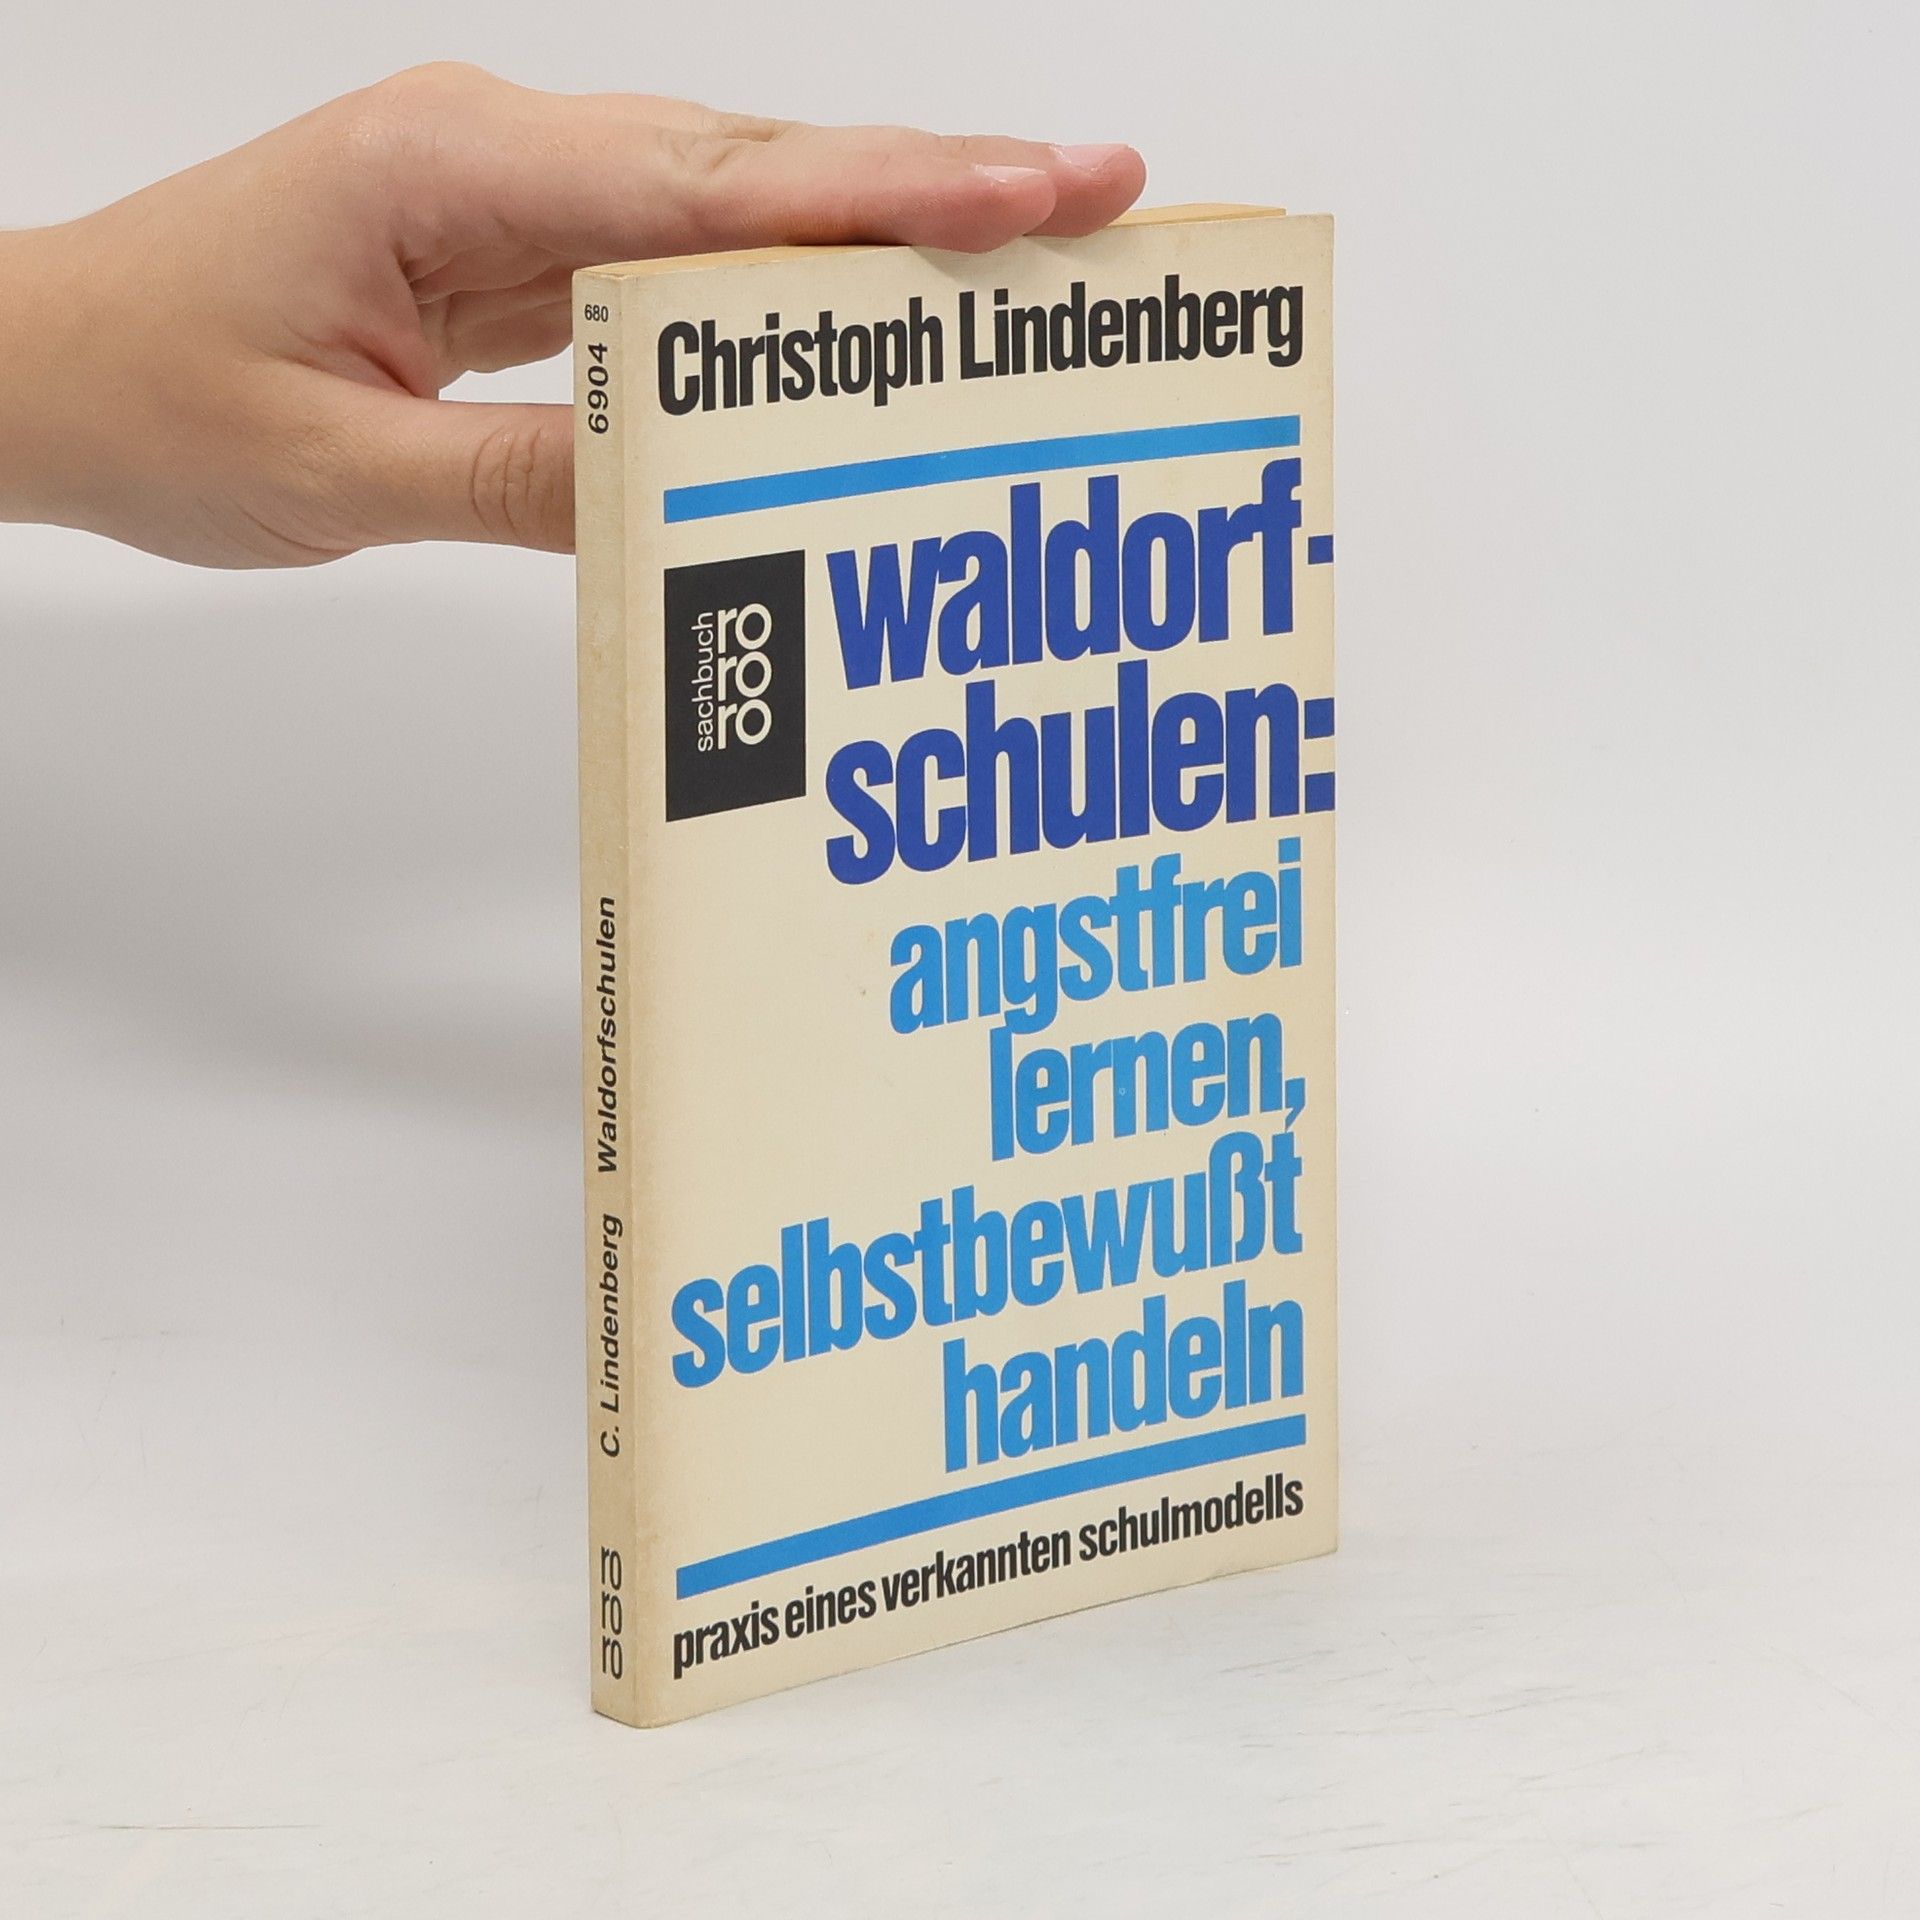 680
6904
C. Lindenberg Waldorfschulen
ro
ro
ro
Christoph Lindenberg
sachbuch
ro
ro
ro
waldorf-
schulen:
angstfrei
lernen,
selbstbewußt
handeln
praxis eines verkannten schulmodells